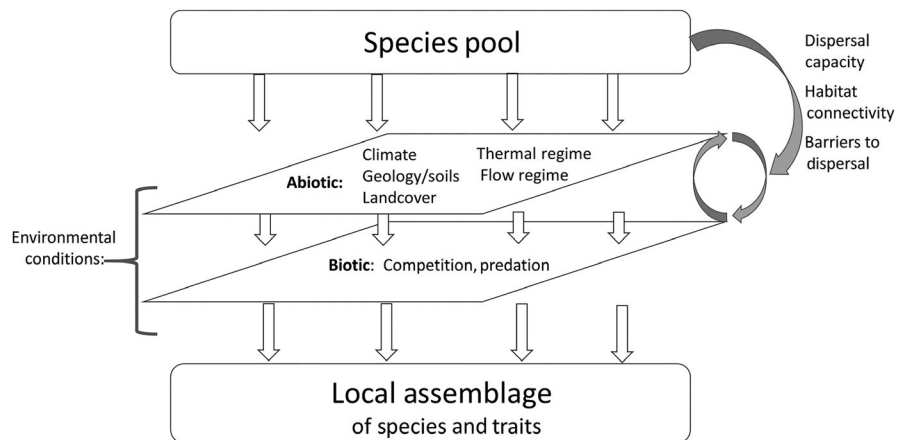 Species pool
Dispersal
capacity
Habitat
connectivity
Barriers to
dispersal
Abiotic:
Climate
Geology/soils
Landcover
Thermal regime
Flow regime
Environmental
conditions:
Biotic: Competition, predation
Local assemblage
of species and traits